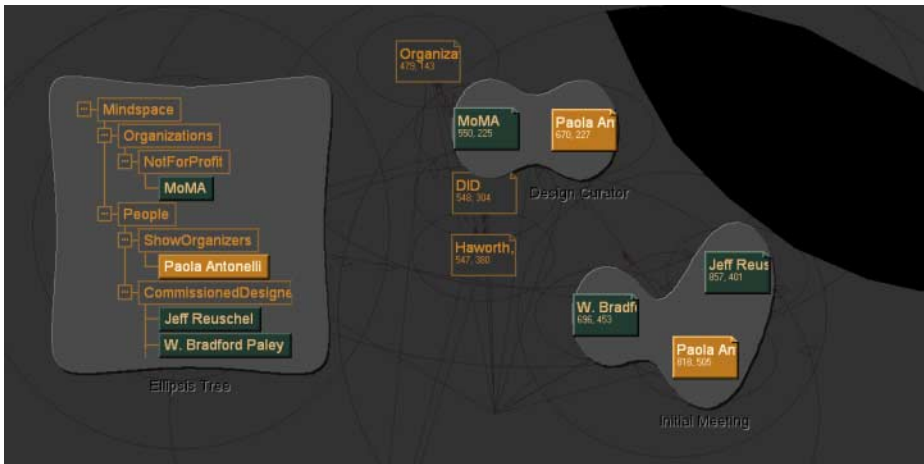 Mindspace
Organizations
NotForProfit
MoMA
People
ShowOrganizers
Paola Antonelli
CommissionedDesigne
Jeff Reuschel
W. Bradford Paley
Ellipsis Tree
Organizat
479, 143
MoMA
550, 225
Paola An
670, 227
Design Curator
DID
548, 304
Haworth,
547, 380
Jeff Reus
857, 401
W. Bradfo
696, 453
Paola An
818, 505
Initial Meeting